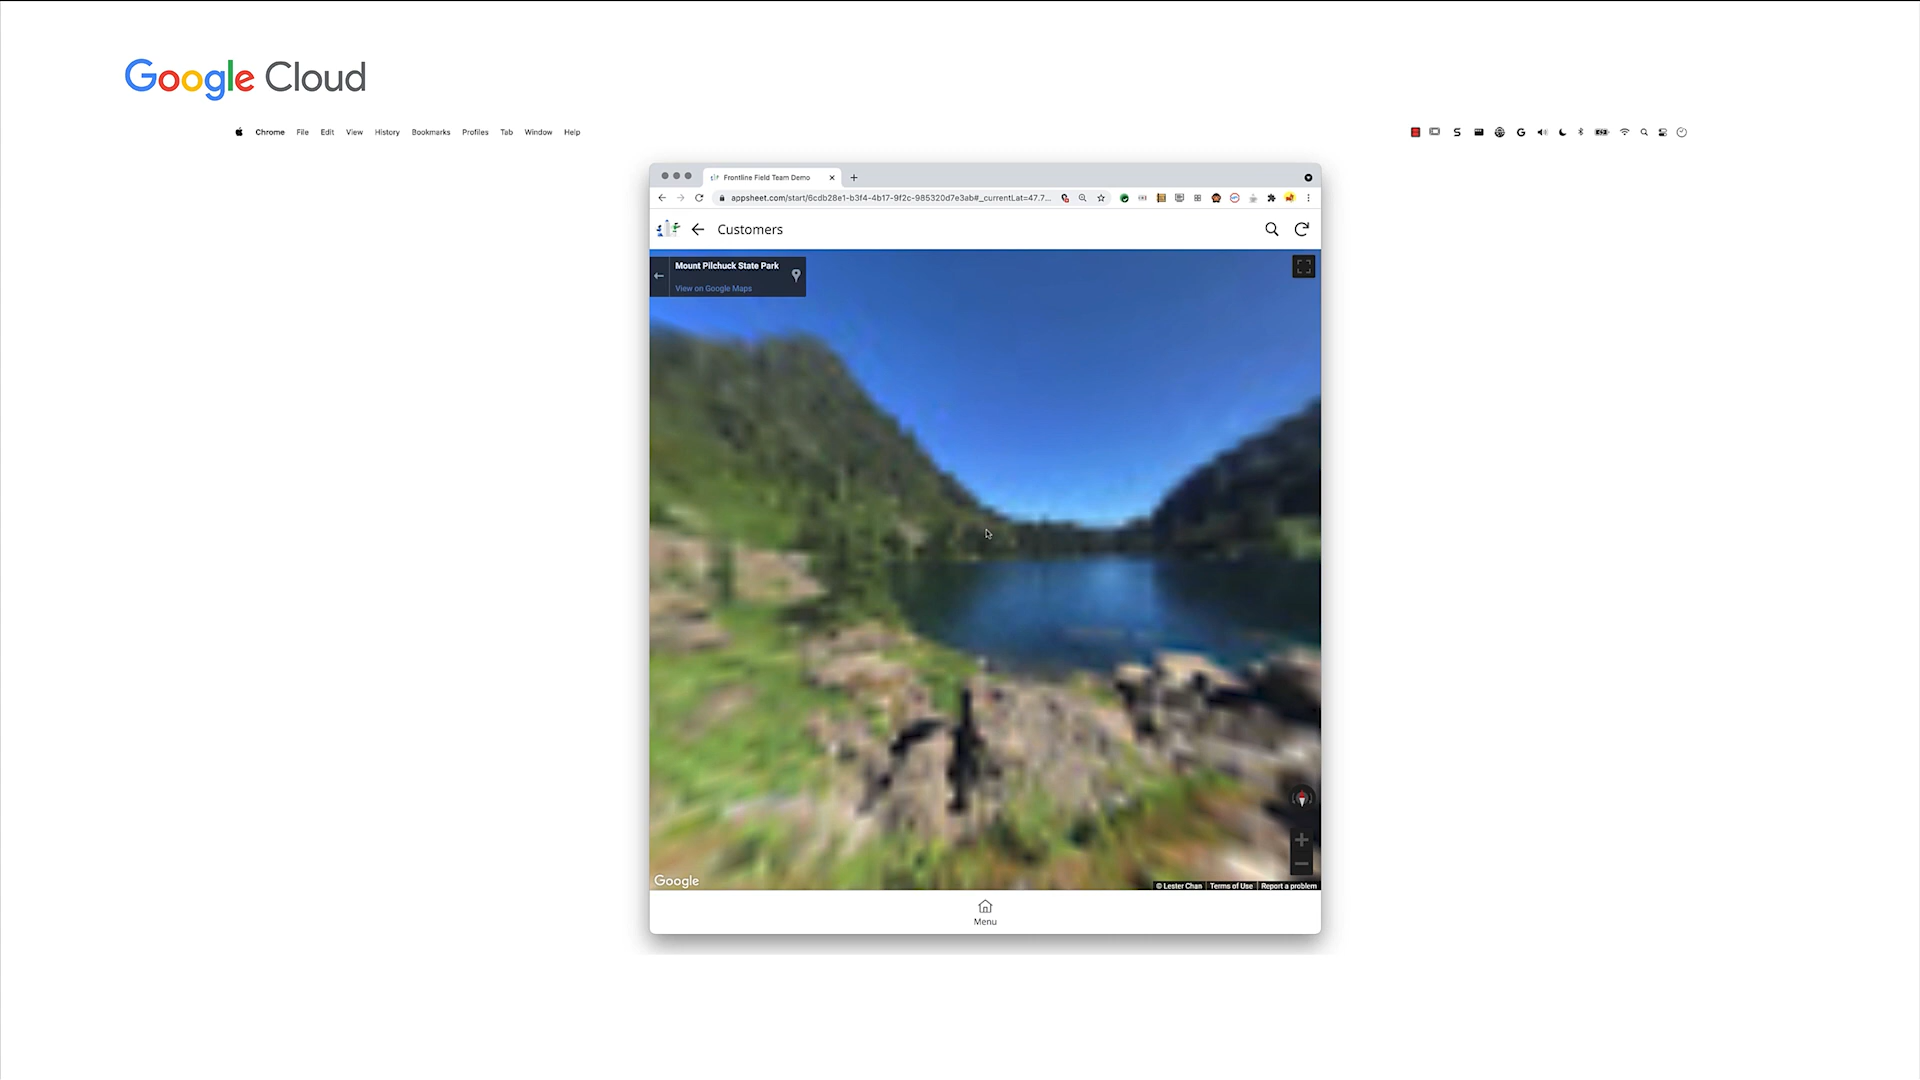 Google Cloud
Chrome File Edit View History Bookmarks Profiles Tab Window Help
Frontline Field Team Demo
appsheet.com/start/6cdb28e1-b3f4-4b17-9f2c-985320d7e3ab#_currentLat=47.7...
Customers
Mount Pilchuck State Park
View on Google Maps
Google
© Lester Chan Terms of Use Report a problem
Menu